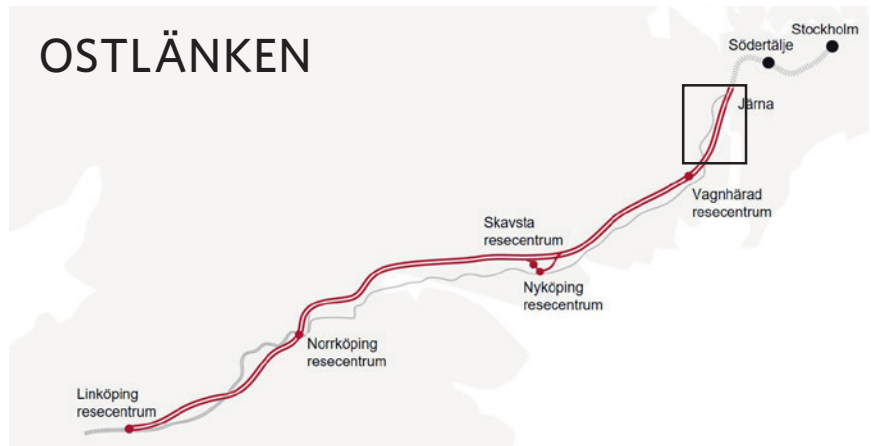 OSTLÄNKEN
Stockholm
Södertälje
Järna
Vagnhärad
resecentrum
Skavsta
resecentrum
Nyköping
resecentrum
Norrköping
resecentrum
Linköping
resecentrum